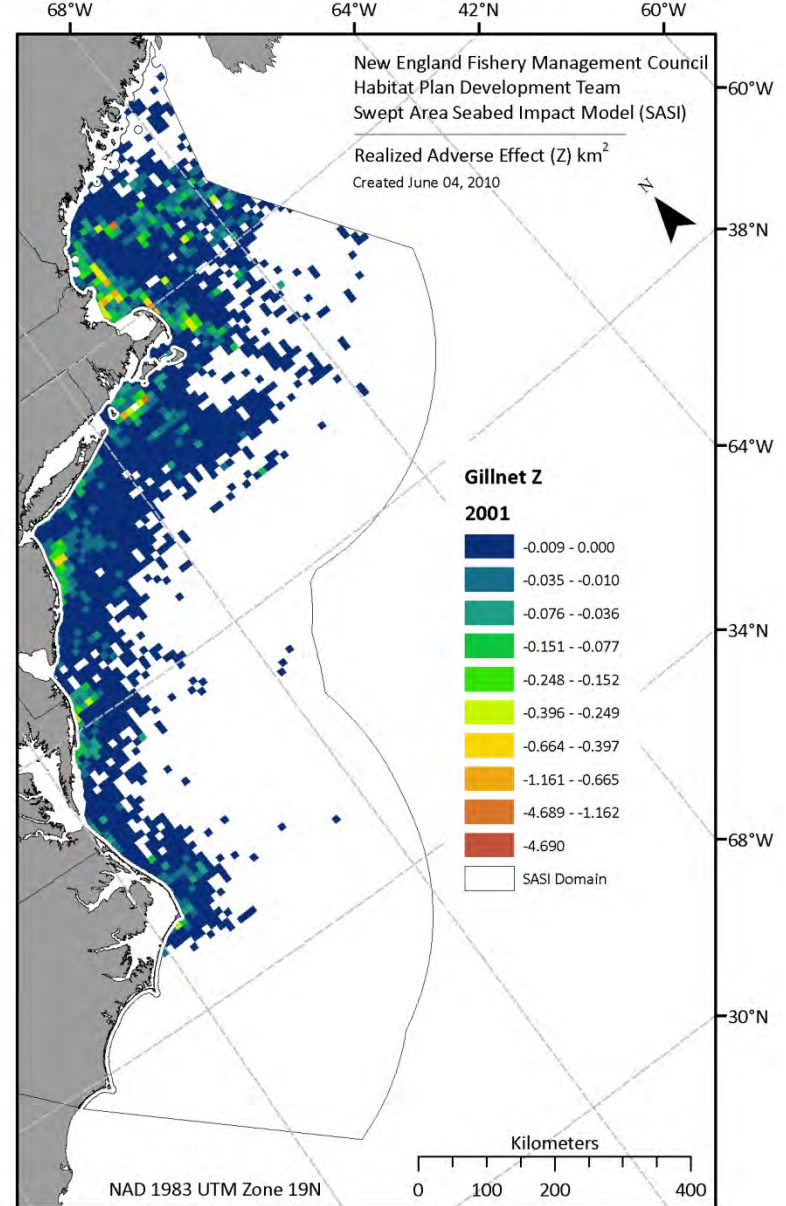 68°W 64°W 42°N 60°W
New England Fishery Management Council
Habitat Plan Development Team
Swept Area Seabed Impact Model (SASI)
Realized Adverse Effect (Z) km²
Created June 04, 2010
N
60°W
38°N
64°W
34°N
68°W
30°N
Gillnet Z
2001
-0.009 - 0.000
-0.035 - -0.010
-0.076 - -0.036
-0.151 - -0.077
-0.248 - -0.152
-0.396 - -0.249
-0.664 - -0.397
-1.161 - -0.665
-4.689 - -1.162
-4.690
SASI Domain
Kilometers
0 100 200 400
NAD 1983 UTM Zone 19N